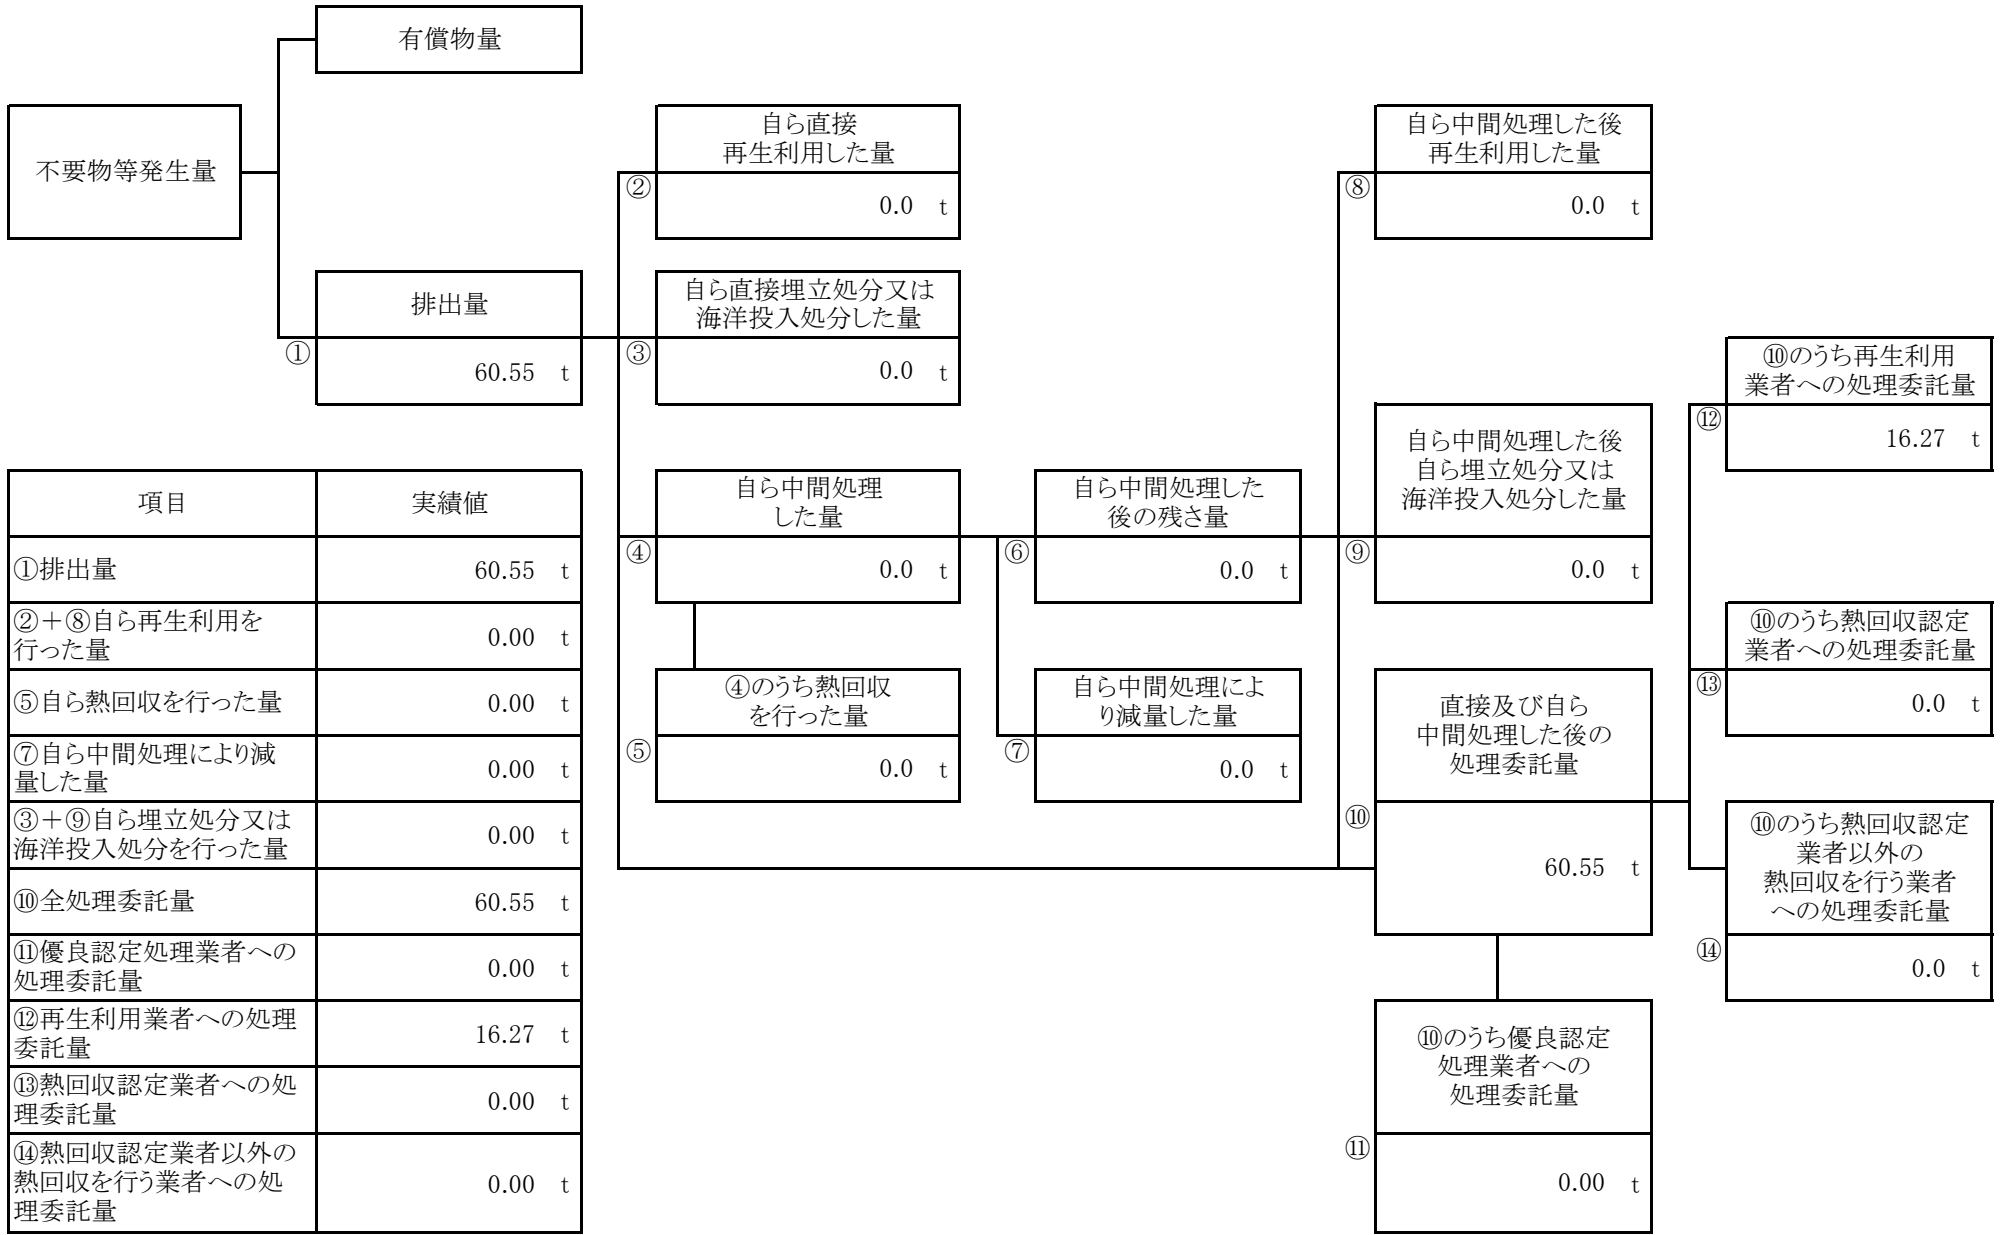 有償物量
不要物等発生量
自ら直接
再生利用した量
②
0.0 t
自ら中間処理した後
再生利用した量
⑧
0.0 t
排出量
①
60.55 t
自ら直接埋立処分又は
海洋投入処分した量
③
0.0 t
⑩のうち再生利用
業者への処理委託量
⑫
16.27 t
自ら中間処理
した量
④
0.0 t
自ら中間処理した
後の残さ量
⑥
0.0 t
自ら中間処理した後
自ら埋立処分又は
海洋投入処分した量
⑨
0.0 t
⑩のうち熱回収認定
業者への処理委託量
⑬
0.0 t
④のうち熱回収
を行った量
⑤
0.0 t
自ら中間処理によ
り減量した量
⑦
0.0 t
直接及び自ら
中間処理した後の
処理委託量
⑩
60.55 t
⑩のうち熱回収認定
業者以外の
熱回収を行う業者
への処理委託量
⑭
0.0 t
⑩のうち優良認定
処理業者への
処理委託量
⑪
0.00 t
項目 実績値
①排出量 60.55 t
②＋⑧自ら再生利用を
行った量 0.00 t
⑤自ら熱回収を行った量 0.00 t
⑦自ら中間処理により減
量した量 0.00 t
③＋⑨自ら埋立処分又は
海洋投入処分を行った量 0.00 t
⑩全処理委託量 60.55 t
⑪優良認定処理業者への
処理委託量 0.00 t
⑫再生利用業者への処理
委託量 16.27 t
⑬熱回収認定業者への処
理委託量 0.00 t
⑭熱回収認定業者以外の
熱回収を行う業者への処
理委託量 0.00 t